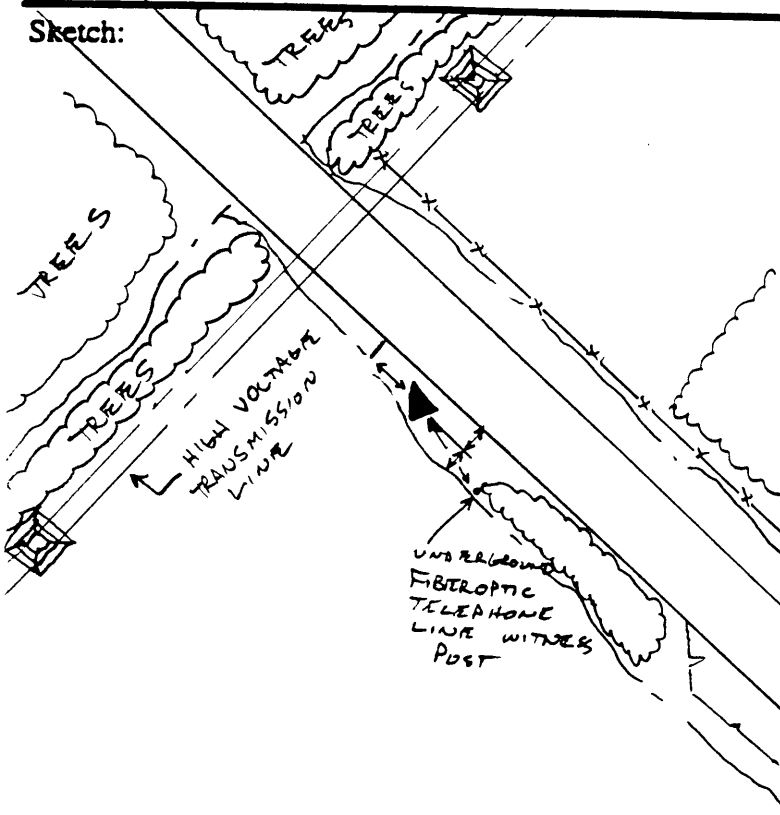 Sketch:
TREES
TREES
TREES
TREES
HIGH VOLTAGE
TRANSMISSION
LINE
UNDERGROUND
FIBEROPTIC
TELEPHONE
LINE WITNESS
POST